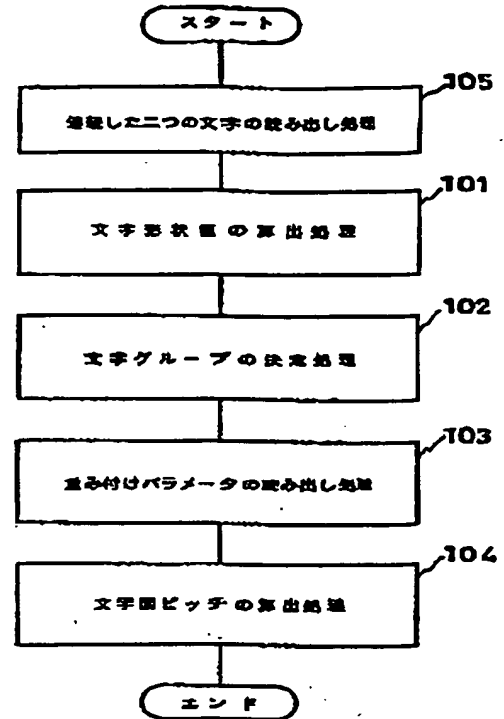 スタート
105
連続した二つの文字の読み出し処理
101
文字形状値の算出処理
102
文字グループの決定処理
103
重み付けパラメータの読み出し処理
104
文字間ピッチの算出処理
エンド